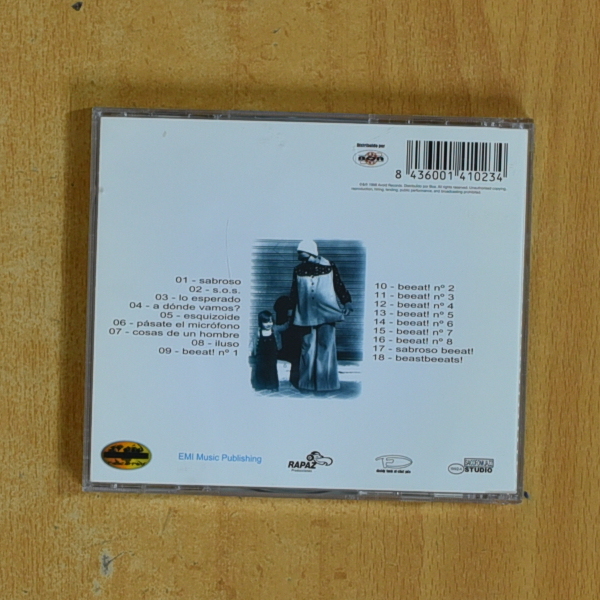 Distribuido por
8 436001 410234
01 - sabroso
02 - s.o.s.
03 - lo esperado
04 - a dónde vamos?
05 - esquizoide
06 - pásate el micrófono
07 - cosas de un hombre
08 - iluso
09 - beeat! nº 1
10 - beeat! nº 2
11 - beeat! nº 3
12 - beeat! nº 4
13 - beeat! nº 5
14 - beeat! nº 6
15 - beeat! nº 7
16 - beeat! nº 8
17 - sabroso beeat!
18 - beastbeeats!
EMI Music Publishing
RAPAZ
Producciones
STUDIO